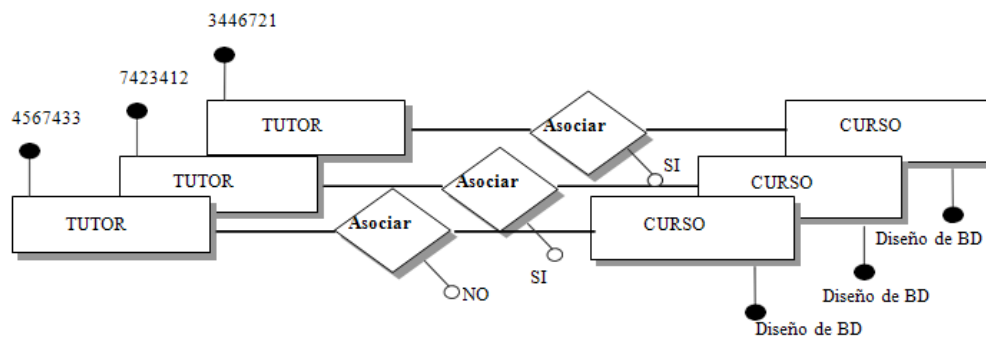 3446721
7423412
4567433
TUTOR
Asociar
CURSO
SI
TUTOR
Asociar
CURSO
Diseño de BD
SI
TUTOR
Asociar
CURSO
NO
Diseño de BD
Diseño de BD